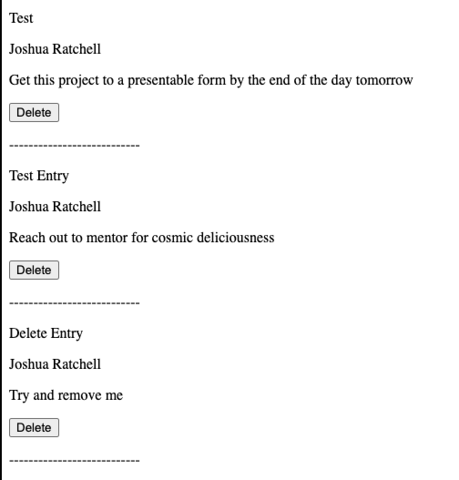 Test
Joshua Ratchell
Get this project to a presentable form by the end of the day tomorrow
Delete
---------------------------
Test Entry
Joshua Ratchell
Reach out to mentor for cosmic deliciousness
Delete
---------------------------
Delete Entry
Joshua Ratchell
Try and remove me
Delete
---------------------------